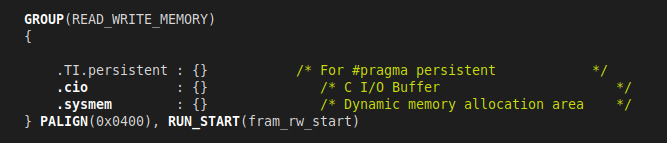 GROUP(READ_WRITE_MEMORY)
{
.TI.persistent : {} /* For #pragma persistent */
.cio : {} /* C I/O Buffer */
.sysmem : {} /* Dynamic memory allocation area */
} PALIGN(0x0400), RUN_START(fram_rw_start)